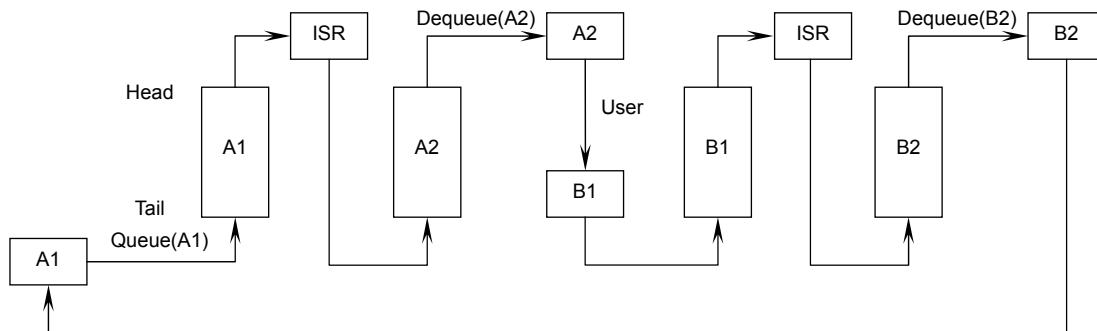 ISR
Dequeue(A2)
A2
ISR
Dequeue(B2)
B2
Head
A1
A2
User
B1
B2
B1
Tail
Queue(A1)
A1